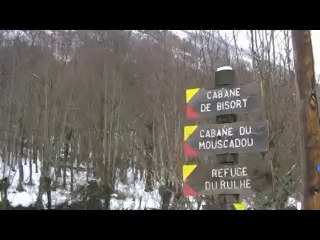 CABANE
DE BISORT
CABANE DU
MOUSCADOU
REFUGE
DU RULHE